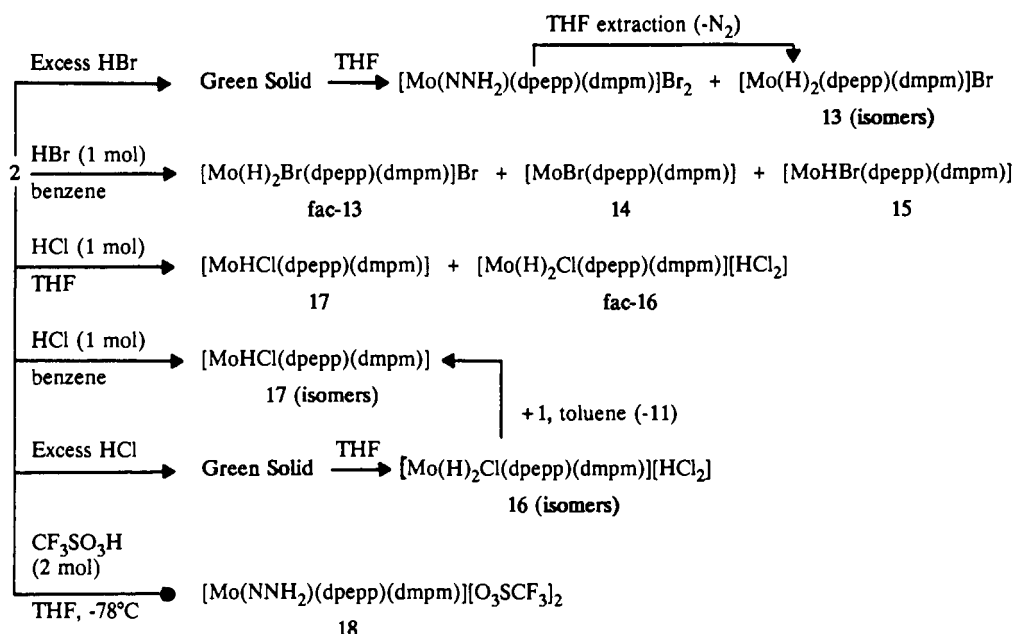 THF extraction (-N2)
Excess HBr
Green Solid THF [Mo(NNH2)(dpepp)(dmpm)]Br2 + [Mo(H)2(dpepp)(dmpm)]Br
13 (isomers)
2 HBr (1 mol) benzene [Mo(H)2Br(dpepp)(dmpm)]Br + [MoBr(dpepp)(dmpm)] + [MoHBr(dpepp)(dmpm)]
fac-13 14 15
HCl (1 mol) THF [MoHCl(dpepp)(dmpm)] + [Mo(H)2Cl(dpepp)(dmpm)][HCl2]
17 fac-16
HCl (1 mol) benzene [MoHCl(dpepp)(dmpm)]
17 (isomers)
+1, toluene (-11)
Excess HCl
Green Solid THF [Mo(H)2Cl(dpepp)(dmpm)][HCl2]
16 (isomers)
CF3SO3H
(2 mol)
THF, -78°C [Mo(NNH2)(dpepp)(dmpm)][O3SCF3]2
18